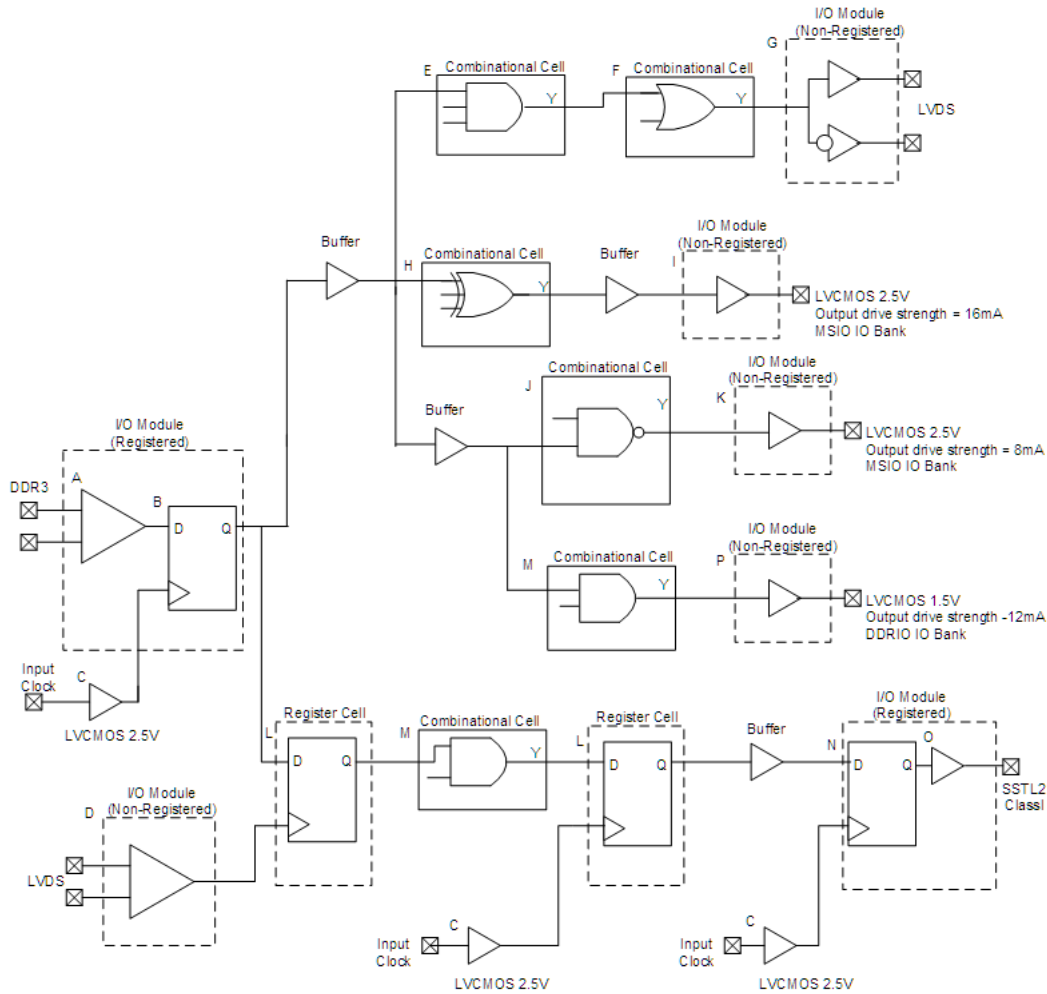 I/O Module
(Non-Registered)
G
E
Combinational Cell
Y
F
Combinational Cell
Y
LVDS
Buffer
H
Combinational Cell
Y
Buffer
I/O Module
(Non-Registered)
I
LVCMOS 2.5V
Output drive strength = 16mA
MSIO IO Bank
Combinational Cell
J
Y
Buffer
I/O Module
(Non-Registered)
K
LVCMOS 2.5V
Output drive strength = 8mA
MSIO IO Bank
I/O Module
(Registered)
A
DDR3
B
D
Q
Combinational Cell
M
Y
I/O Module
(Non-Registered)
P
LVCMOS 1.5V
Output drive strength -12mA
DDRIO IO Bank
Input
Clock
C
LVCMOS 2.5V
Register Cell
L
D
Q
Combinational Cell
M
Y
Register Cell
L
D
Q
Buffer
I/O Module
(Registered)
N
D
Q
O
SSTL2
ClassI
I/O Module
(Non-Registered)
D
LVDS
Input
Clock
C
LVCMOS 2.5V
Input
Clock
C
LVCMOS 2.5V